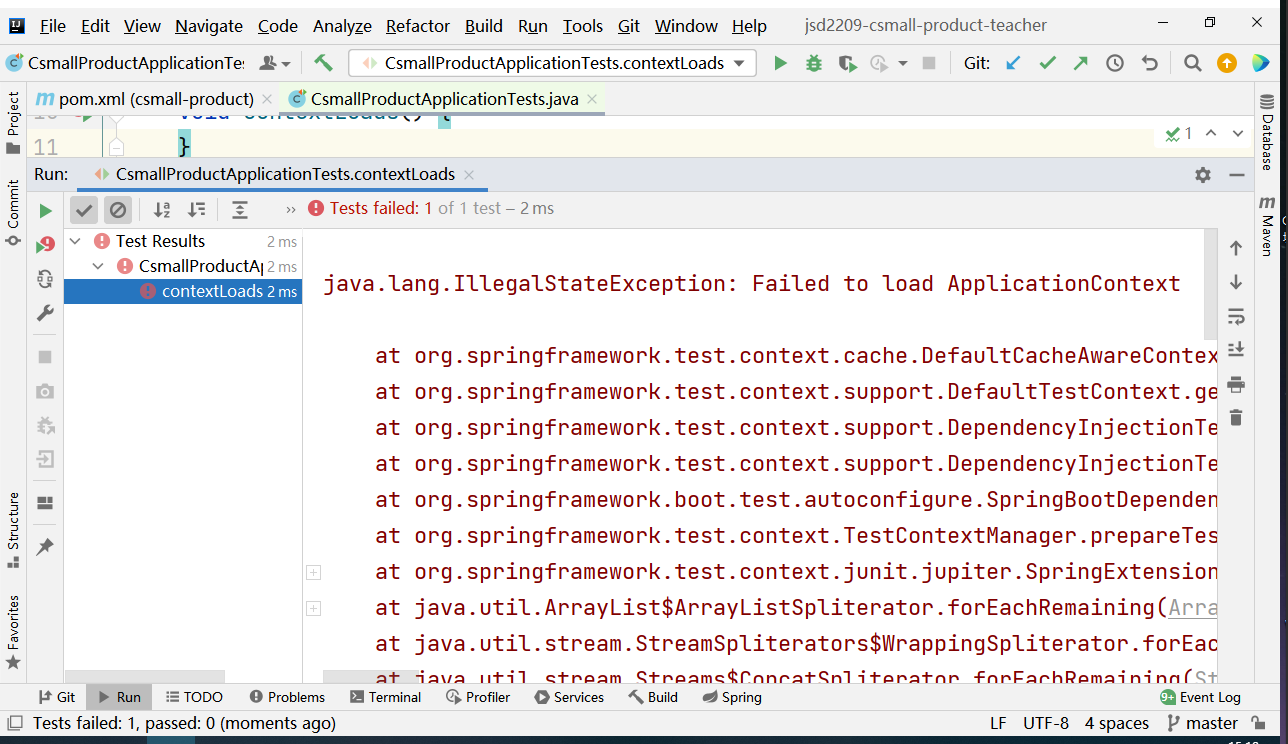 File Edit View Navigate Code Analyze Refactor Build Run Tools Git Window Help jsd2209-csmall-product-teacher
CsmallProductApplicationTe CsmallProductApplicationTests.contextLoads Git:
Project
pom.xml (csmall-product) CsmallProductApplicationTests.java
Database
10 void contextLoads() {
11 }
1
Run: CsmallProductApplicationTests.contextLoads
Commit
Maven
Tests failed: 1 of 1 test – 2 ms
Test Results 2 ms
CsmallProductAp 2 ms
contextLoads 2 ms
java.lang.IllegalStateException: Failed to load ApplicationContext
at org.springframework.test.context.cache.DefaultCacheAwareContex
at org.springframework.test.context.support.DefaultTestContext.ge
at org.springframework.test.context.support.DependencyInjectionTe
at org.springframework.test.context.support.DependencyInjectionTe
at org.springframework.boot.test.autoconfigure.SpringBootDependen
at org.springframework.test.context.TestContextManager.prepareTes
at org.springframework.test.context.junit.jupiter.SpringExtension
at java.util.ArrayList$ArrayListSpliterator.forEachRemaining(Arra
at java.util.stream.StreamSpliterators$WrappingSpliterator.forEac
at java.util.stream.Streams$ConcatSpliterator.forEachRemaining(St
Structure
Favorites
Git Run TODO Problems Terminal Profiler Services Build Spring 9+ Event Log
Tests failed: 1, passed: 0 (moments ago) LF UTF-8 4 spaces master